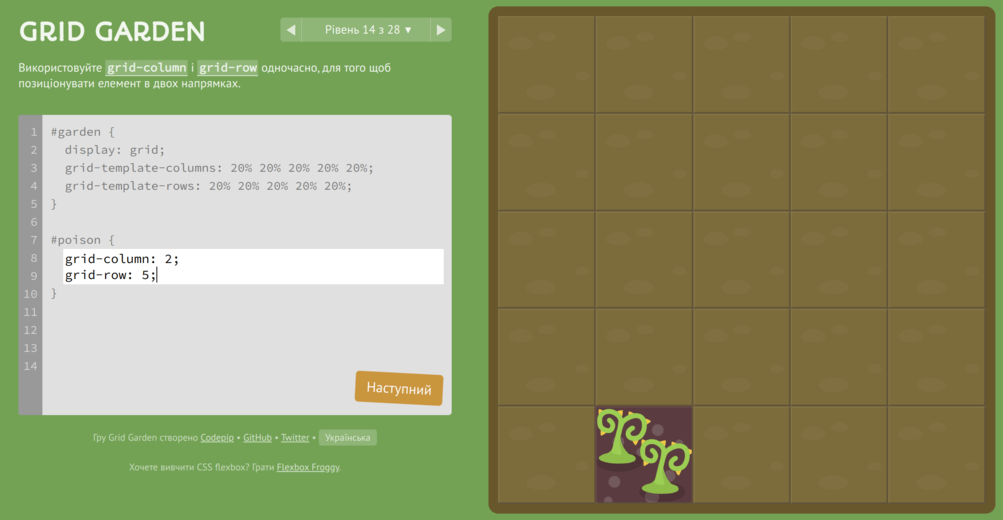 GRID GARDEN
◀ Рівень 14 з 28 ▼ ▶
Використовуйте grid-column і grid-row одночасно, для того щоб
позиціонувати елемент в двох напрямках.
1 #garden {
2 display: grid;
3 grid-template-columns: 20% 20% 20% 20% 20%;
4 grid-template-rows: 20% 20% 20% 20% 20%;
5 }
6
7 #poison {
8 grid-column: 2;
9 grid-row: 5;
10 }
11
12
13
14
Наступний
Гру Grid Garden створено Codepip • GitHub • Twitter • Українська
Хочете вивчити CSS flexbox? Грати Flexbox Froggy.